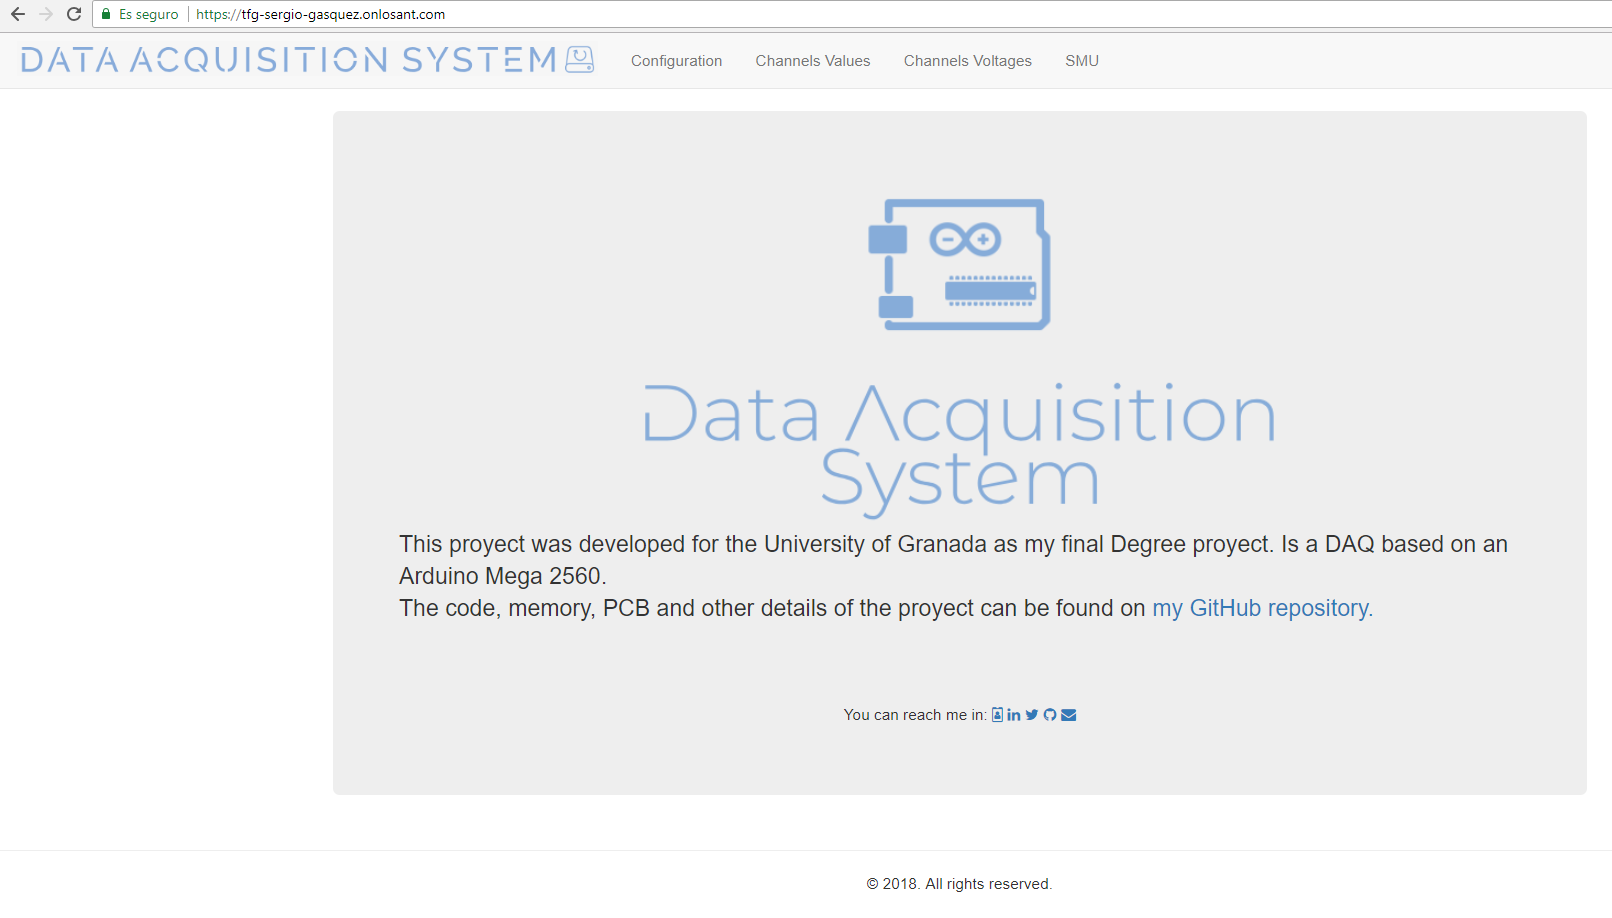 Es seguro | https://tfg-sergio-gasquez.onlosant.com
DATA ACQUISITION SYSTEM Configuration Channels Values Channels Voltages SMU
Data Acquisition
System
This proyect was developed for the University of Granada as my final Degree proyect. Is a DAQ based on an
Arduino Mega 2560.
The code, memory, PCB and other details of the proyect can be found on my GitHub repository.
You can reach me in:
© 2018. All rights reserved.